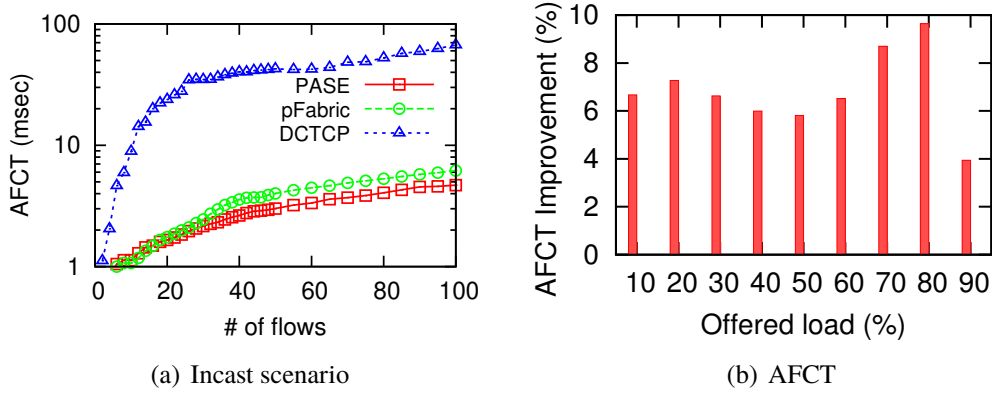 AFCT (msec)
100
10
1
PASE
pFabric
DCTCP
0 20 40 60 80 100
# of flows
(a) Incast scenario
AFCT Improvement (%)
10
8
6
4
2
0
10 20 30 40 50 60 70 80 90
Offered load (%)
(b) AFCT